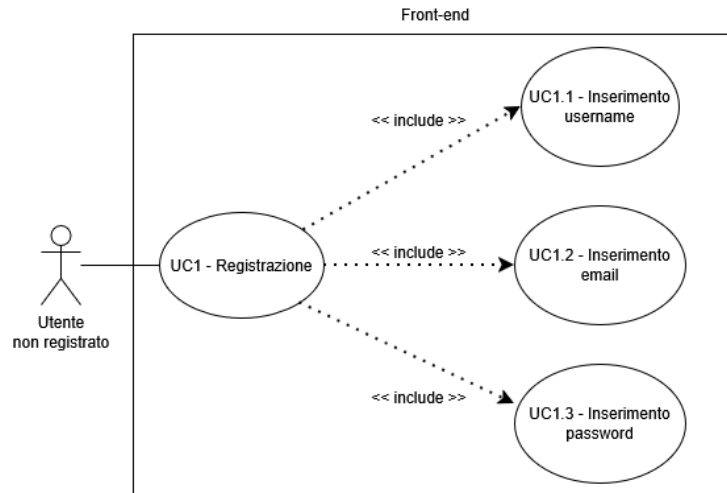 Front-end
UC1.1 - Inserimento
username
<< include >>
UC1 - Registrazione
<< include >>
UC1.2 - Inserimento
email
Utente
non registrato
<< include >>
UC1.3 - Inserimento
password